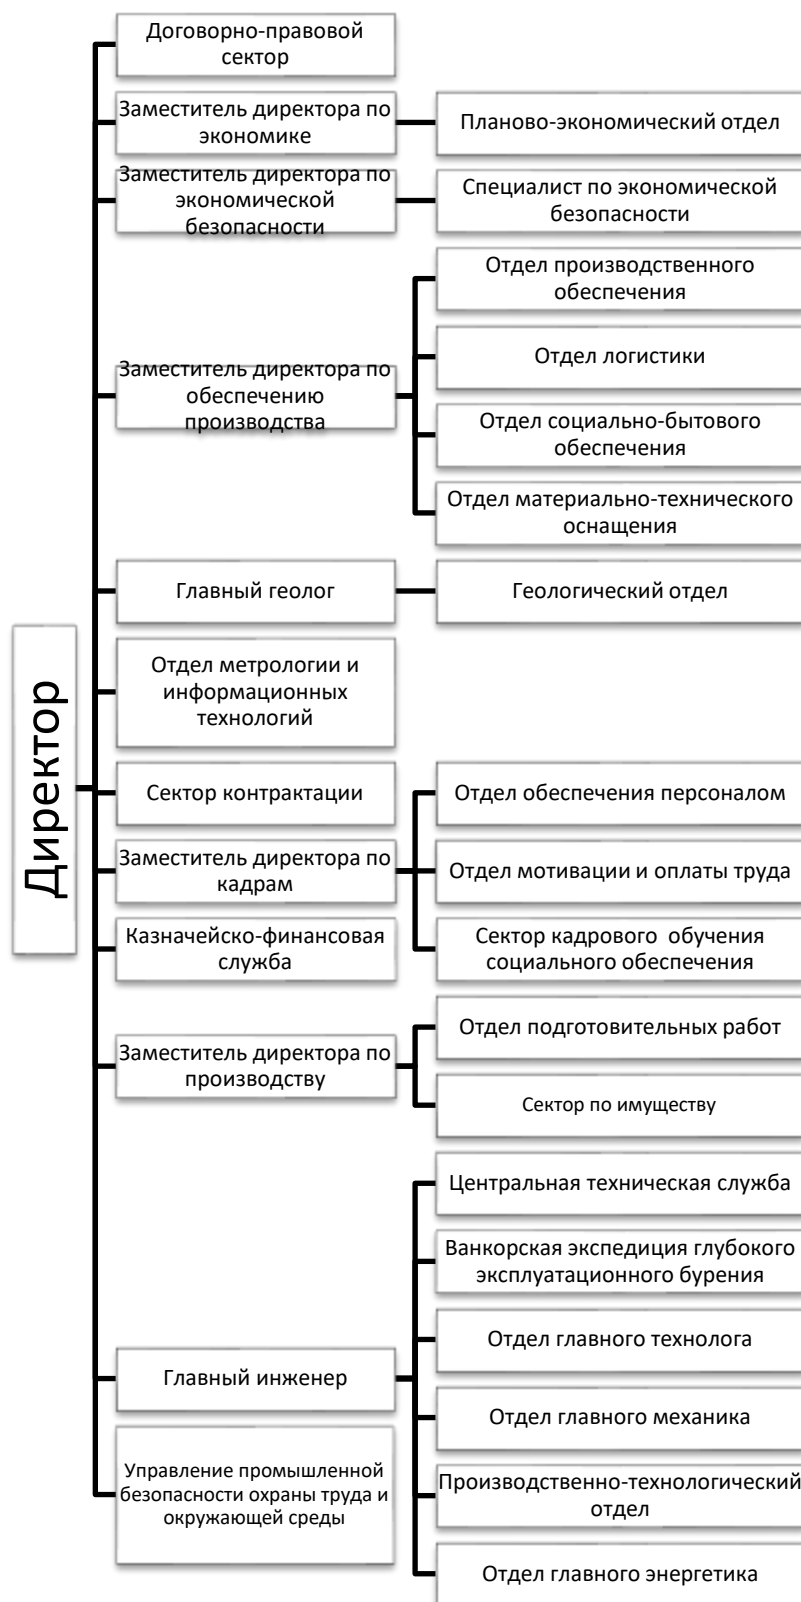 Договорно-правовой
сектор
Заместитель директора по
экономике
Планово-экономический отдел
Заместитель директора по
экономической
безопасности
Специалист по экономической
безопасности
Заместитель директора по
обеспечению
производства
Отдел производственного
обеспечения
Отдел логистики
Отдел социально-бытового
обеспечения
Отдел материально-технического
оснащения
Главный геолог
Геологический отдел
Директор
Отдел метрологии и
информационных
технологий
Сектор контрактации
Заместитель директора по
кадрам
Отдел обеспечения персоналом
Отдел мотивации и оплаты труда
Сектор кадрового  обучения
социального обеспечения
Казначейско-финансовая
служба
Заместитель директора по
производству
Отдел подготовительных работ
Сектор по имуществу
Главный инженер
Центральная техническая служба
Ванкорская экспедиция глубокого
эксплуатационного бурения
Отдел главного технолога
Отдел главного механика
Производственно-технологический
отдел
Отдел главного энергетика
Управление промышленной
безопасности охраны труда и
окружающей среды